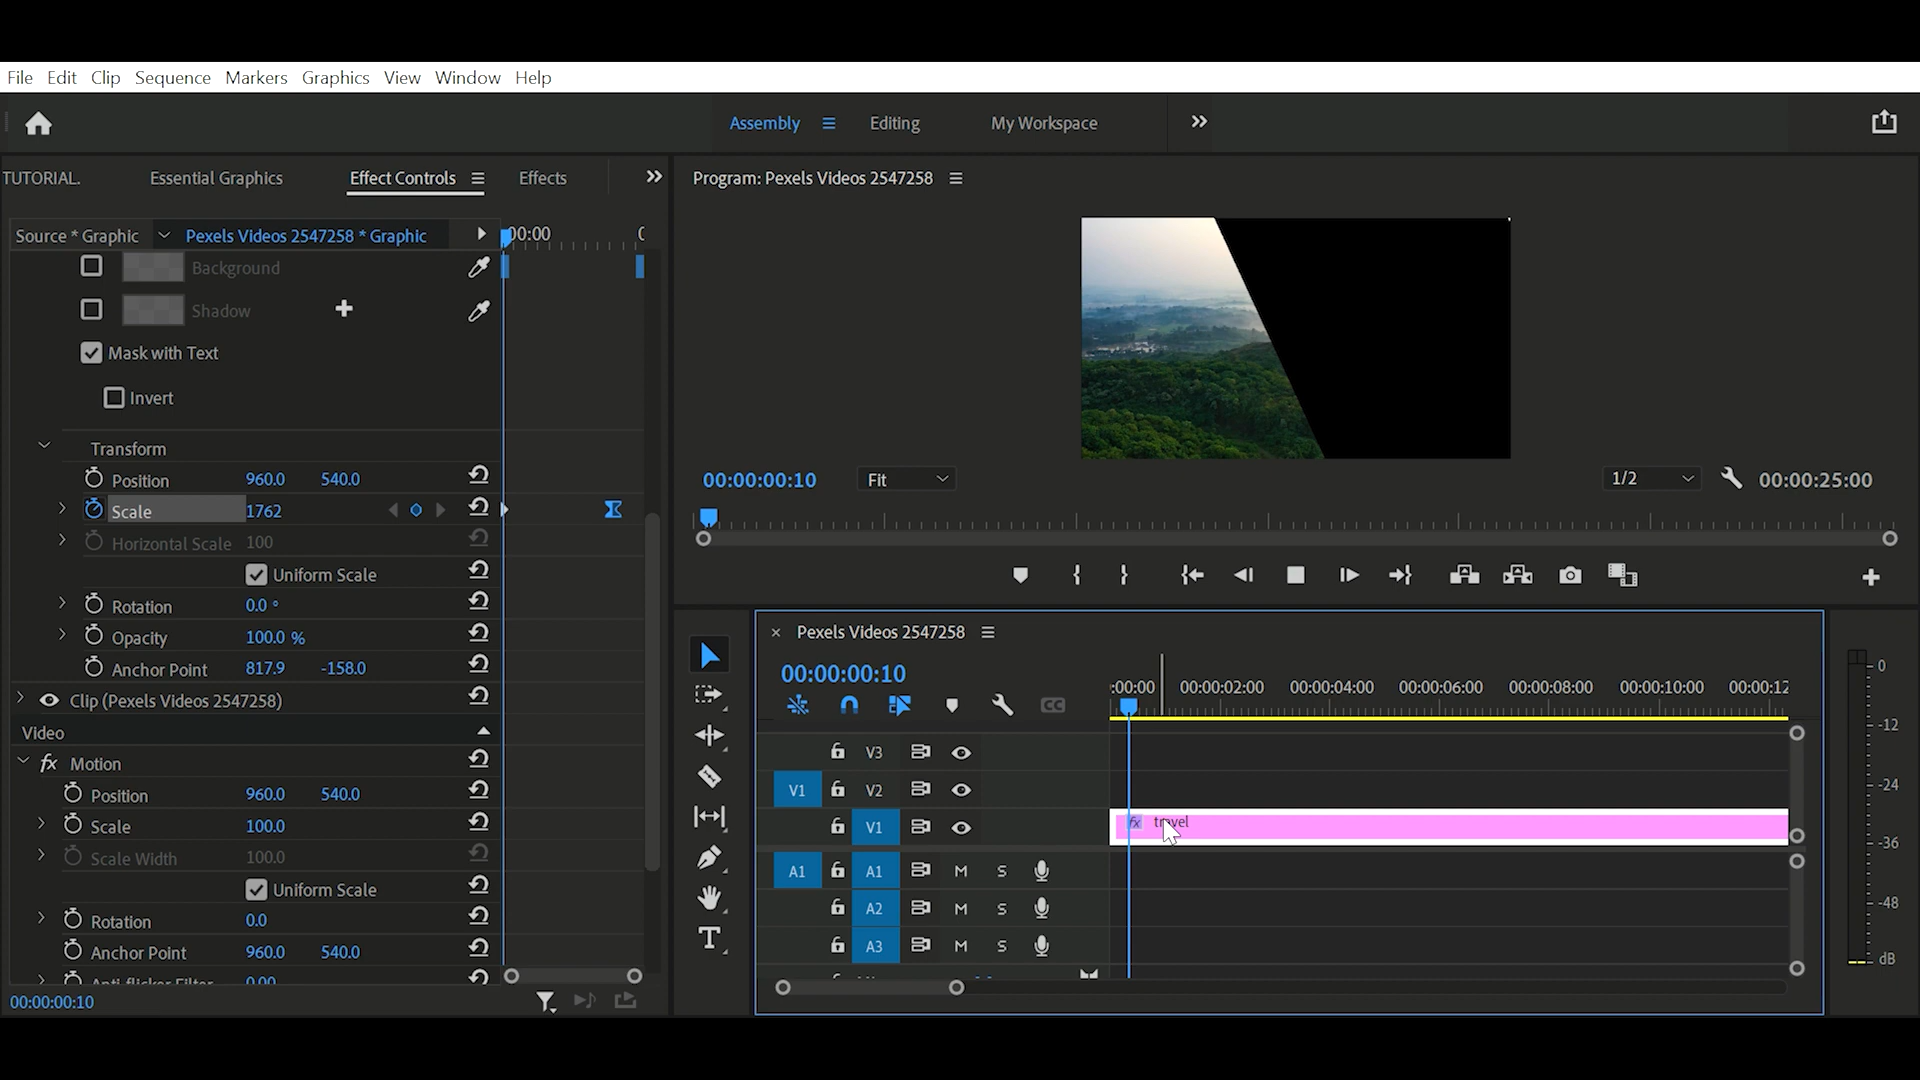 File Edit Clip Sequence Markers Graphics View Window Help
Assembly Editing My Workspace
TUTORIAL. Essential Graphics Effect Controls Effects
Source * Graphic Pexels Videos 2547258 * Graphic
:00:00
Background
Shadow
Mask with Text
Invert
Transform
Position 960.0 540.0
Scale 1762
Horizontal Scale 100
Uniform Scale
Rotation 0.0 °
Opacity 100.0 %
Anchor Point 817.9 -158.0
Clip (Pexels Videos 2547258)
Video
fx Motion
Position 960.0 540.0
Scale 100.0
Scale Width 100.0
Uniform Scale
Rotation 0.0
Anchor Point 960.0 540.0
Anti-flicker Filter 0.00
00:00:00:10
Program: Pexels Videos 2547258
00:00:00:10 Fit 1/2 00:00:25:00
× Pexels Videos 2547258
00:00:00:10
:00:00 00:00:02:00 00:00:04:00 00:00:06:00 00:00:08:00 00:00:10:00 00:00:12
CC
V3
V1 V2
V1 fx travel
A1 A1 M S
A2 M S
A3 M S
0
-12
-24
-36
-48
dB